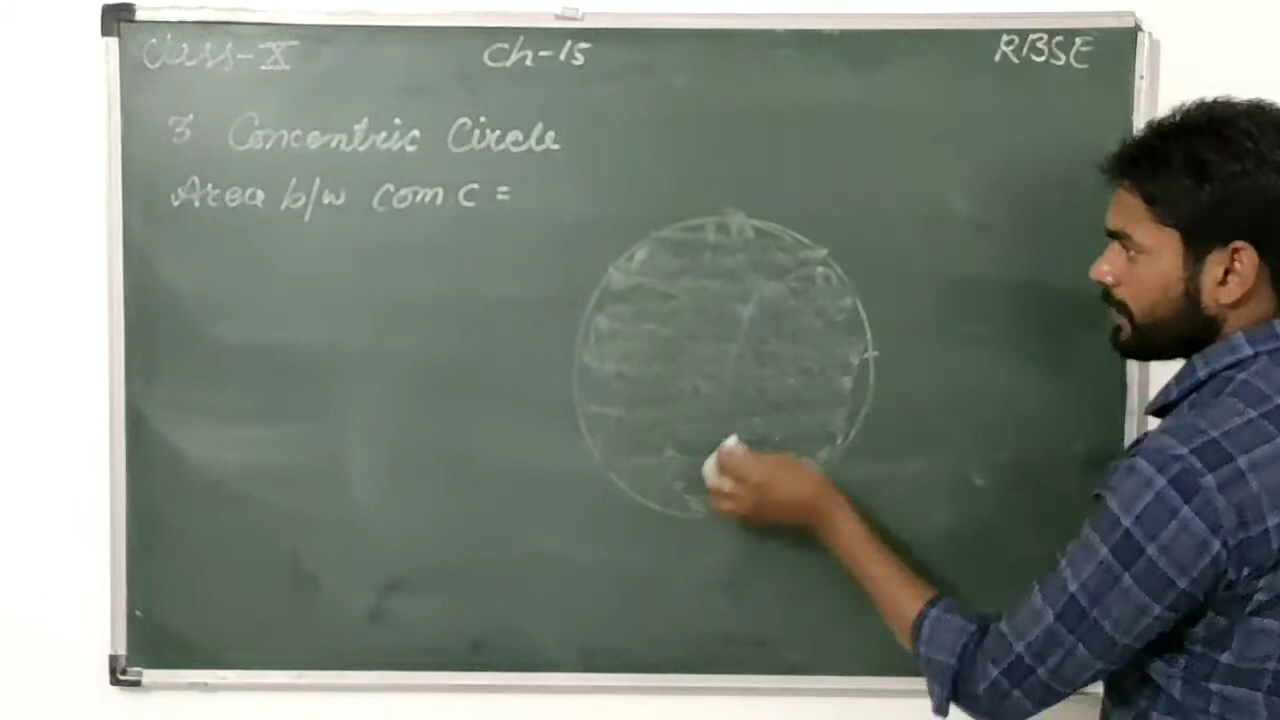 Class-X Ch-15 RBSE
3 Concentric Circle
Area b/w com C =